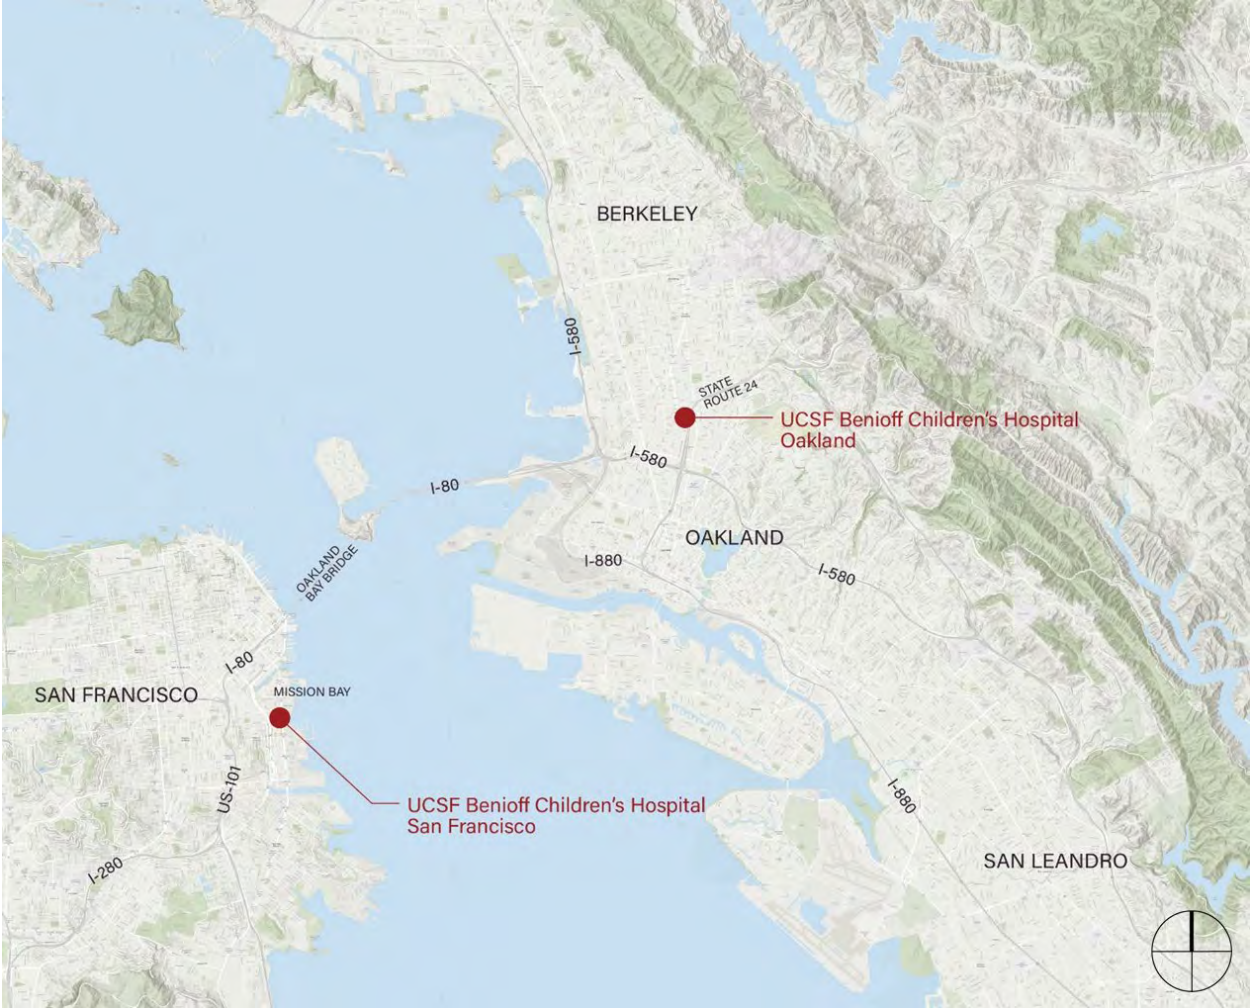 BERKELEY
I-580
STATE
ROUTE 24
UCSF Benioff Children's Hospital
Oakland
I-580
I-80
OAKLAND
I-880
I-580
OAKLAND
BAY BRIDGE
I-80
SAN FRANCISCO
MISSION BAY
US-101
UCSF Benioff Children's Hospital
San Francisco
I-880
SAN LEANDRO
I-280